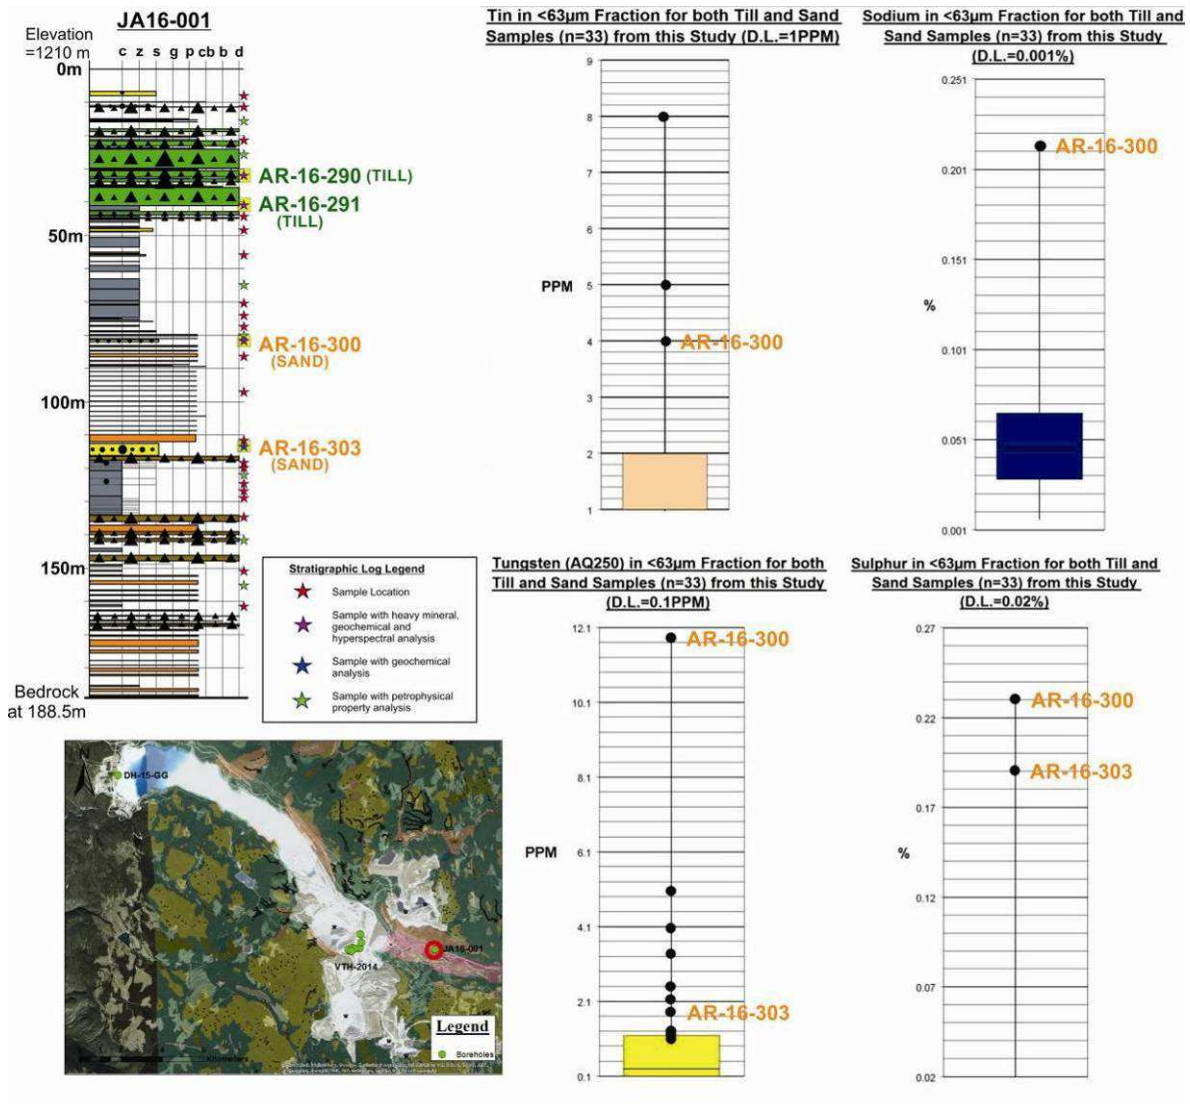 JA16-001
Elevation
=1210 m
c z s g p cb b d
0m
50m
100m
150m
Bedrock
at 188.5m
AR-16-290 (TILL)
AR-16-291
(TILL)
AR-16-300
(SAND)
AR-16-303
(SAND)
Stratigraphic Log Legend
Sample Location
Sample with heavy mineral,
geochemical and
hyperspectral analysis
Sample with geochemical
analysis
Sample with petrophysical
property analysis
Tin in <63µm Fraction for both Till and Sand
Samples (n=33) from this Study (D.L.=1PPM)
9
8
7
6
PPM
5
4
AR-16-300
3
2
1
Sodium in <63µm Fraction for both Till and
Sand Samples (n=33) from this Study
(D.L.=0.001%)
0.251
AR-16-300
0.201
0.151
%
0.101
0.051
0.001
Tungsten (AQ250) in <63µm Fraction for both
Till and Sand Samples (n=33) from this Study
(D.L.=0.1PPM)
12.1
AR-16-300
10.1
8.1
PPM
6.1
4.1
2.1
AR-16-303
0.1
Sulphur in <63µm Fraction for both Till and
Sand Samples (n=33) from this Study
(D.L.=0.02%)
0.27
AR-16-300
0.22
AR-16-303
0.17
%
0.12
0.07
0.02
N
DH-15-GG
JA16-001
VTH-2014
Legend
Boreholes
Kilometers